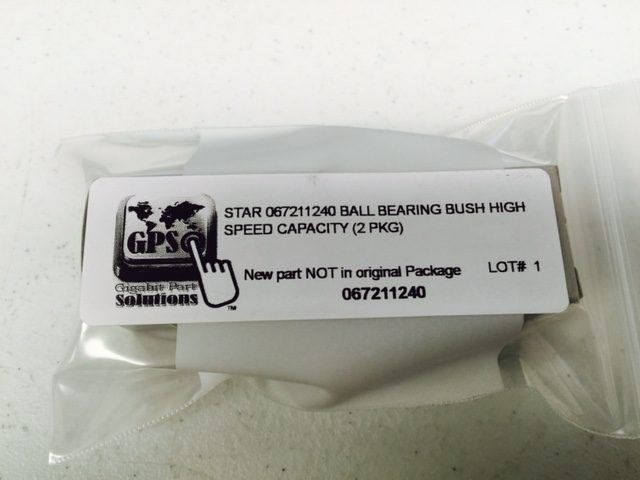 STAR 067211240 BALL BEARING BUSH HIGH
SPEED CAPACITY (2 PKG)
GPS
New part NOT in original Package LOT# 1
Gigabit Part
Solutions
067211240
TM